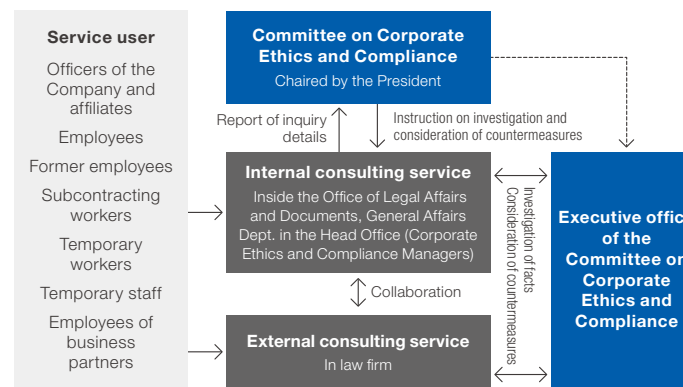 Service user
Officers of the
Company and
affiliates
Employees
Former employees
Subcontracting
workers
Temporary
workers
Temporary staff
Employees of
business
partners
Committee on Corporate
Ethics and Compliance
Chaired by the President
Report of inquiry
details
Instruction on investigation and
consideration of countermeasures
Internal consulting service
Inside the Office of Legal Affairs
and Documents, General Affairs
Dept. in the Head Office (Corporate
Ethics and Compliance Managers)
Collaboration
External consulting service
In law firm
Investigation of facts
Consideration of countermeasures
Executive offic
of the
Committee on
Corporate
Ethics and
Compliance